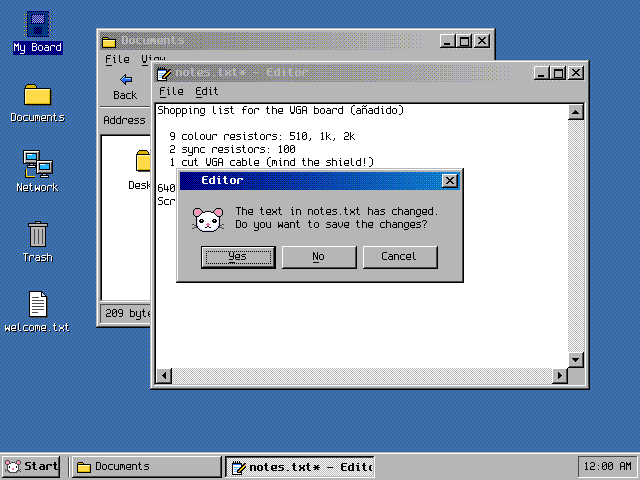 My Board
Documents
Network
Trash
welcome.txt
Documents
File View
Back
Address
209 byte
notes.txt* - Editor
File Edit
Shopping list for the VGA board (añadido)
9 colour resistors: 510, 1k, 2k
2 sync resistors: 100
1 cut VGA cable (mind the shield!)
640
Scr
Editor
The text in notes.txt has changed.
Do you want to save the changes?
Yes No Cancel
Start Documents notes.txt* - Edito 12:00 AM